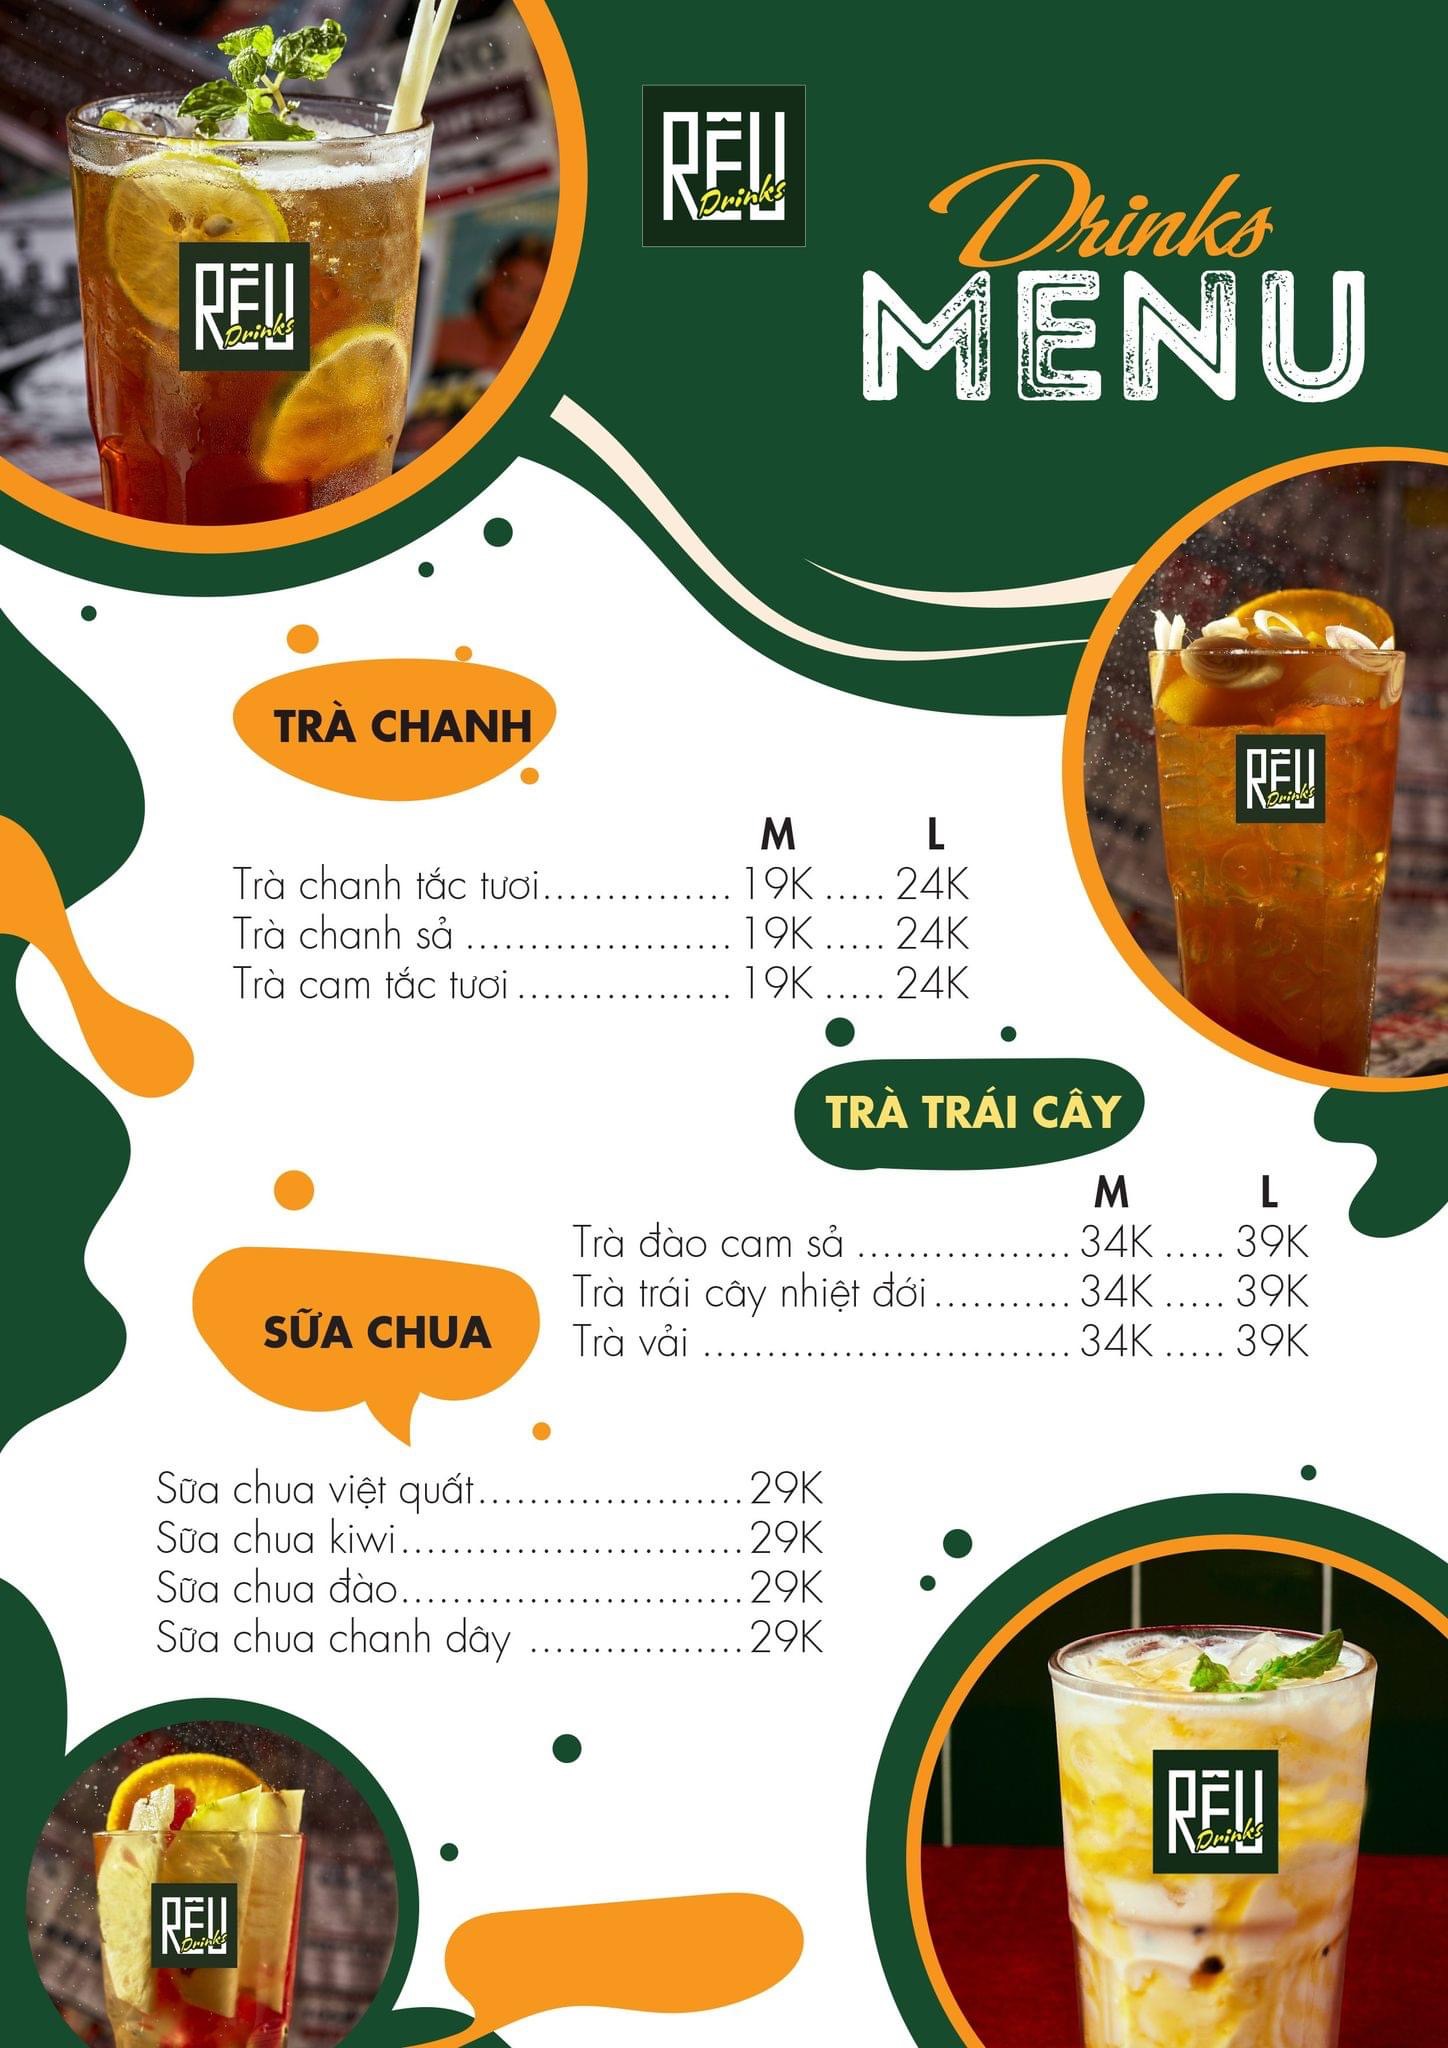 RÊU
Drinks
RÊU
Drinks
Drinks
MENU
RÊU
Drinks
TRÀ CHANH
M L
Trà chanh tắc tươi............... 19K ..... 24K
Trà chanh sả ..................... 19K ..... 24K
Trà cam tắc tươi ................. 19K ..... 24K
TRÀ TRÁI CÂY
M L
Trà đào cam sả ................. 34K ..... 39K
Trà trái cây nhiệt đới........... 34K ..... 39K
Trà vải ............................. 34K ..... 39K
SỮA CHUA
Sữa chua việt quất.....................29K
Sữa chua kiwi...........................29K
Sữa chua đào...........................29K
Sữa chua chanh dây .................29K
RÊU
Drinks
RÊU
Drinks